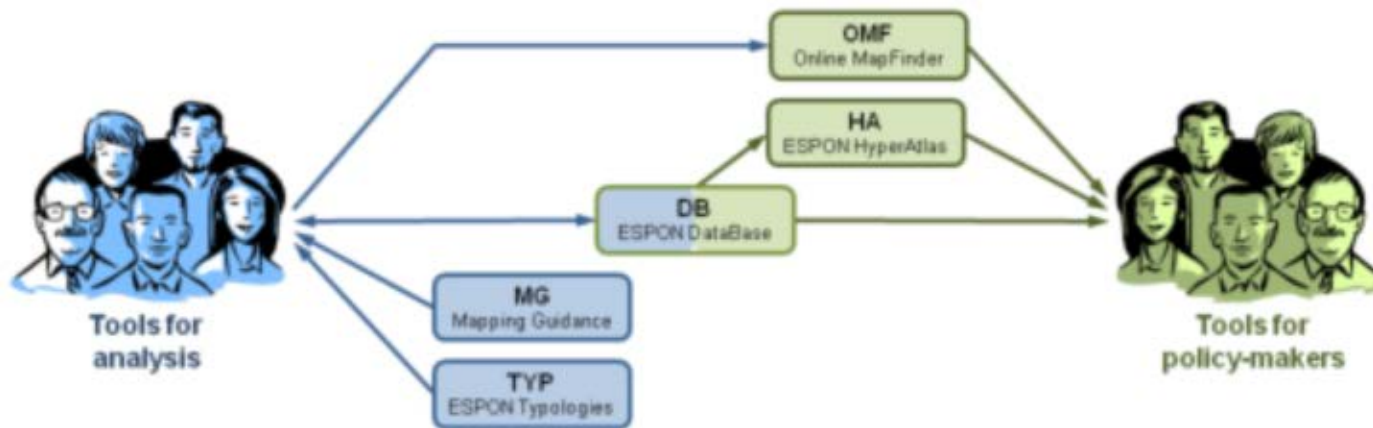 OMF
Online MapFinder
HA
ESPON HyperAtlas
DB
ESPON DataBase
MG
Mapping Guidance
TYP
ESPON Typologies
Tools for
analysis
Tools for
policy-makers